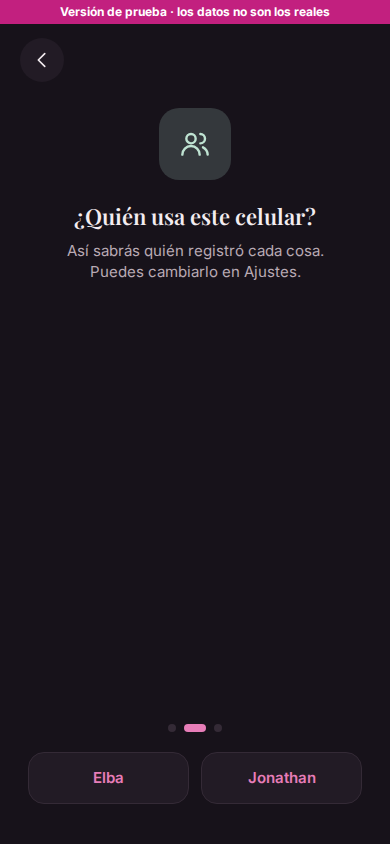 Versión de prueba · los datos no son los reales
¿Quién usa este celular?
Así sabrás quién registró cada cosa.
Puedes cambiarlo en Ajustes.
Elba
Jonathan